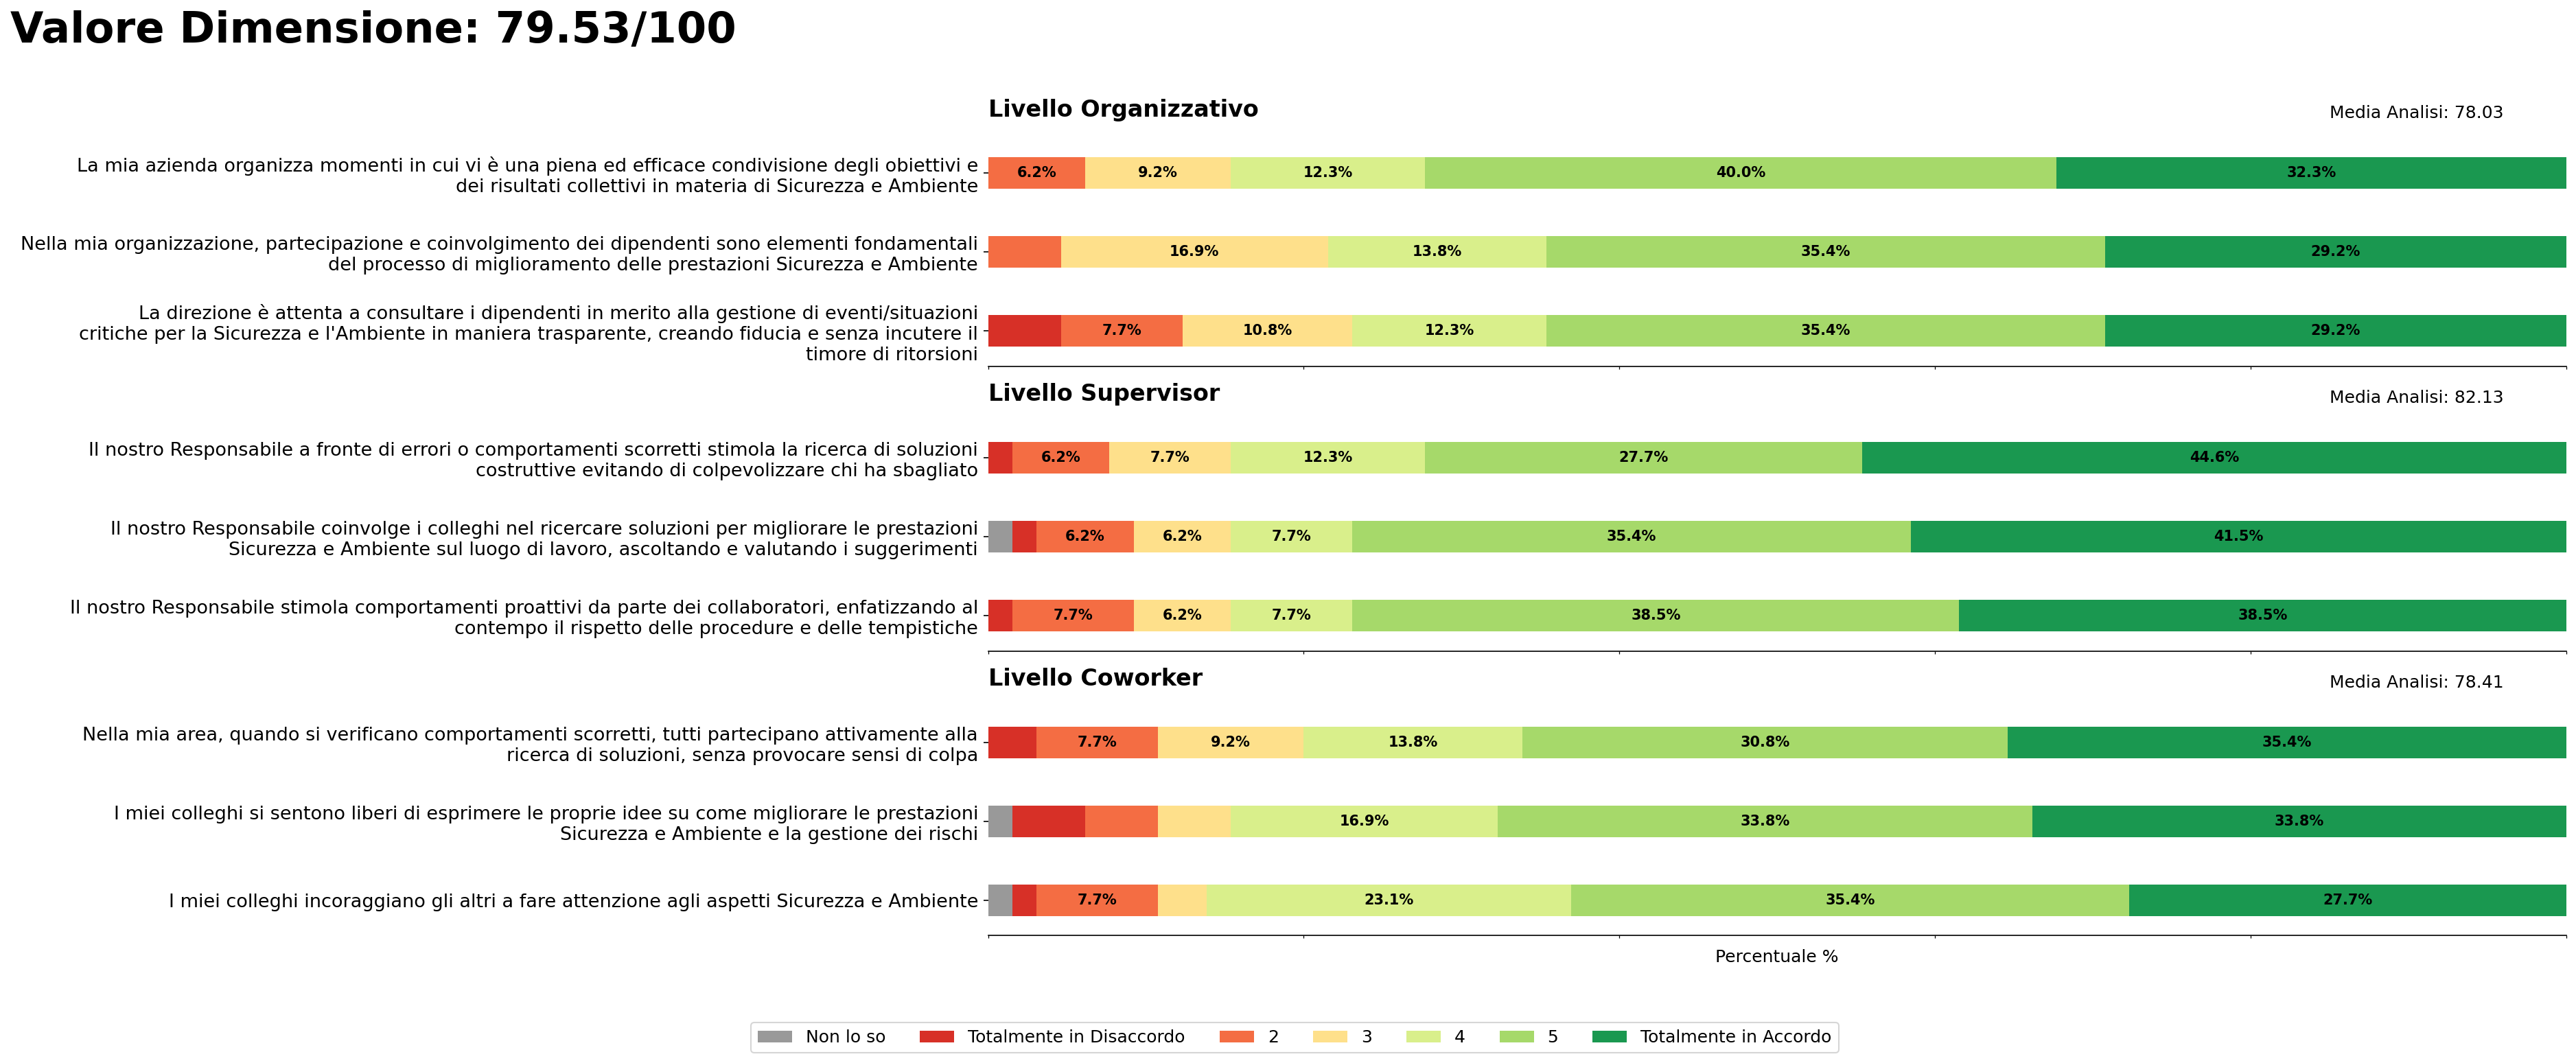 Valore Dimensione: 79.53/100
Livello Organizzativo
Media Analisi: 78.03
La mia azienda organizza momenti in cui vi è una piena ed efficace condivisione degli obiettivi e
dei risultati collettivi in materia di Sicurezza e Ambiente
6.2% 9.2% 12.3% 40.0% 32.3%
Nella mia organizzazione, partecipazione e coinvolgimento dei dipendenti sono elementi fondamentali
del processo di miglioramento delle prestazioni Sicurezza e Ambiente
16.9% 13.8% 35.4% 29.2%
La direzione è attenta a consultare i dipendenti in merito alla gestione di eventi/situazioni
critiche per la Sicurezza e l'Ambiente in maniera trasparente, creando fiducia e senza incutere il
timore di ritorsioni
7.7% 10.8% 12.3% 35.4% 29.2%
Livello Supervisor
Media Analisi: 82.13
Il nostro Responsabile a fronte di errori o comportamenti scorretti stimola la ricerca di soluzioni
costruttive evitando di colpevolizzare chi ha sbagliato
6.2% 7.7% 12.3% 27.7% 44.6%
Il nostro Responsabile coinvolge i colleghi nel ricercare soluzioni per migliorare le prestazioni
Sicurezza e Ambiente sul luogo di lavoro, ascoltando e valutando i suggerimenti
6.2% 6.2% 7.7% 35.4% 41.5%
Il nostro Responsabile stimola comportamenti proattivi da parte dei collaboratori, enfatizzando al
contempo il rispetto delle procedure e delle tempistiche
7.7% 6.2% 7.7% 38.5% 38.5%
Livello Coworker
Media Analisi: 78.41
Nella mia area, quando si verificano comportamenti scorretti, tutti partecipano attivamente alla
ricerca di soluzioni, senza provocare sensi di colpa
7.7% 9.2% 13.8% 30.8% 35.4%
I miei colleghi si sentono liberi di esprimere le proprie idee su come migliorare le prestazioni
Sicurezza e Ambiente e la gestione dei rischi
16.9% 33.8% 33.8%
I miei colleghi incoraggiano gli altri a fare attenzione agli aspetti Sicurezza e Ambiente
7.7% 23.1% 35.4% 27.7%
Percentuale %
Non lo so Totalmente in Disaccordo 2 3 4 5 Totalmente in Accordo